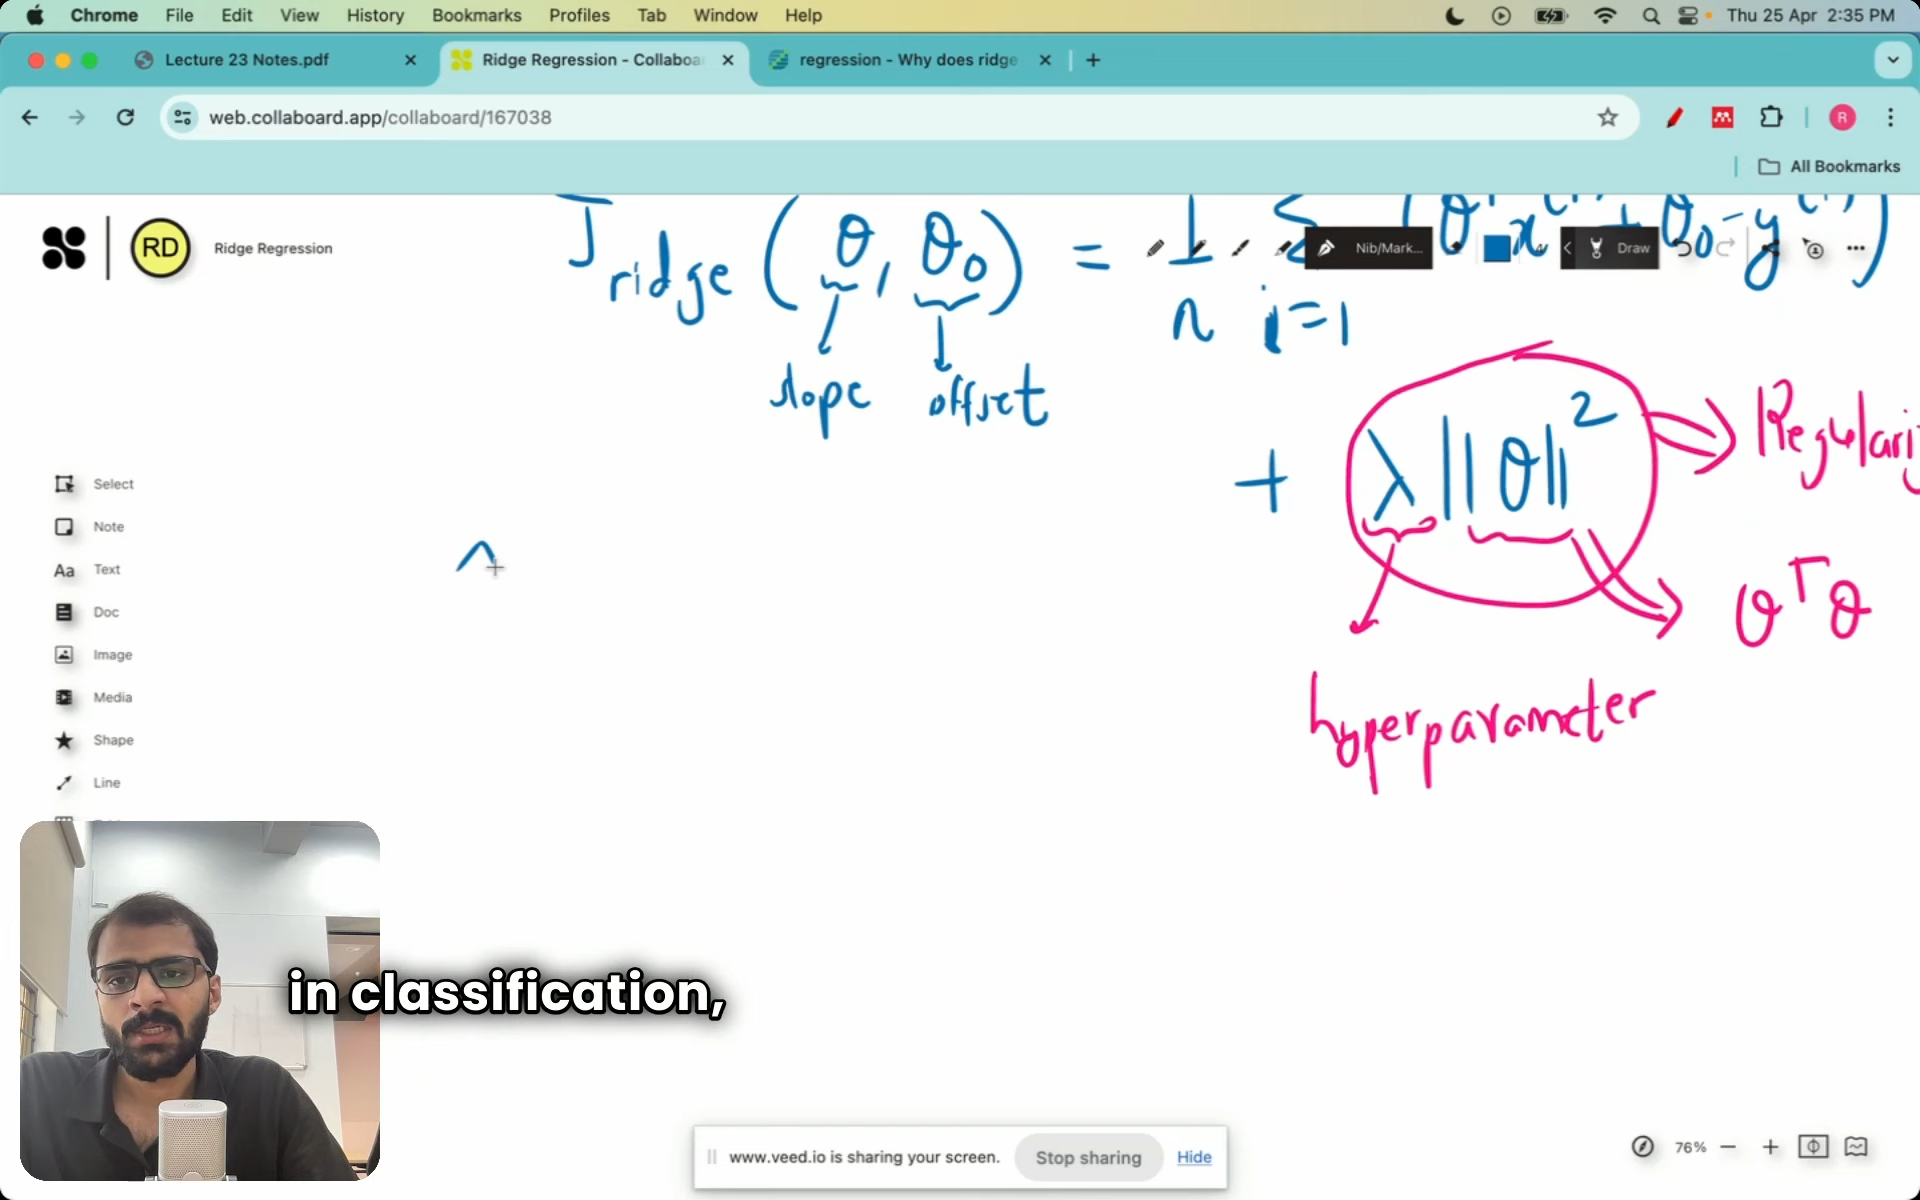 Chrome File Edit View History Bookmarks Profiles Tab Window Help Thu 25 Apr 2:35 PM
Lecture 23 Notes.pdf Ridge Regression - Collaboa regression - Why does ridge
web.collaboard.app/collaboard/167038 R
All Bookmarks
RD Ridge Regression
Nib/Mark... Draw
J ridge (θ, θ0) = 1 Σ (θ x + θ0 - y )
n i=1
slope offset
+ λ||θ||² Regulari
θᵀθ
hyperparameter
Select
Note
Aa Text
Doc
Image
Media
Shape
Line
in classification,
www.veed.io is sharing your screen. Stop sharing Hide
76%